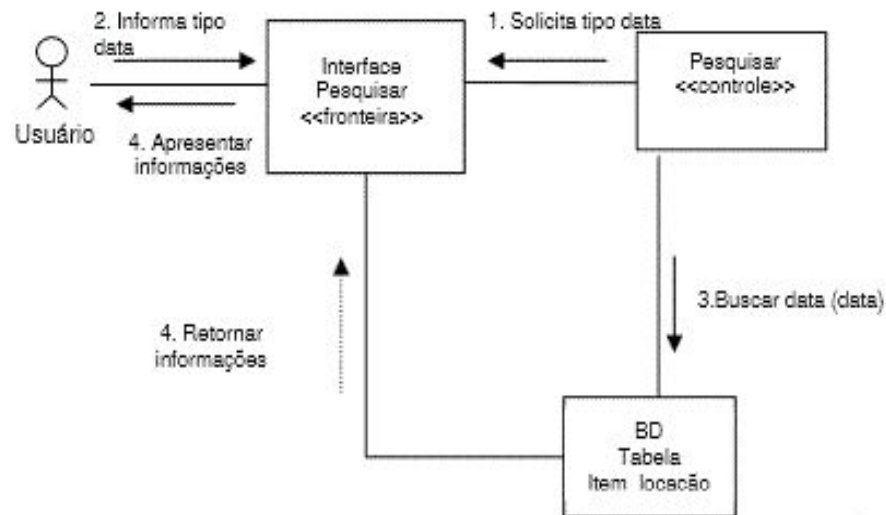 2. Informa tipo
data
1. Solicita tipo data
Interface
Pesquisar
<<fronteira>>
Pesquisar
<<controle>>
Usuário
4. Apresentar
informações
3.Buscar data (data)
4. Retornar
informações
BD
Tabela
Item locacão